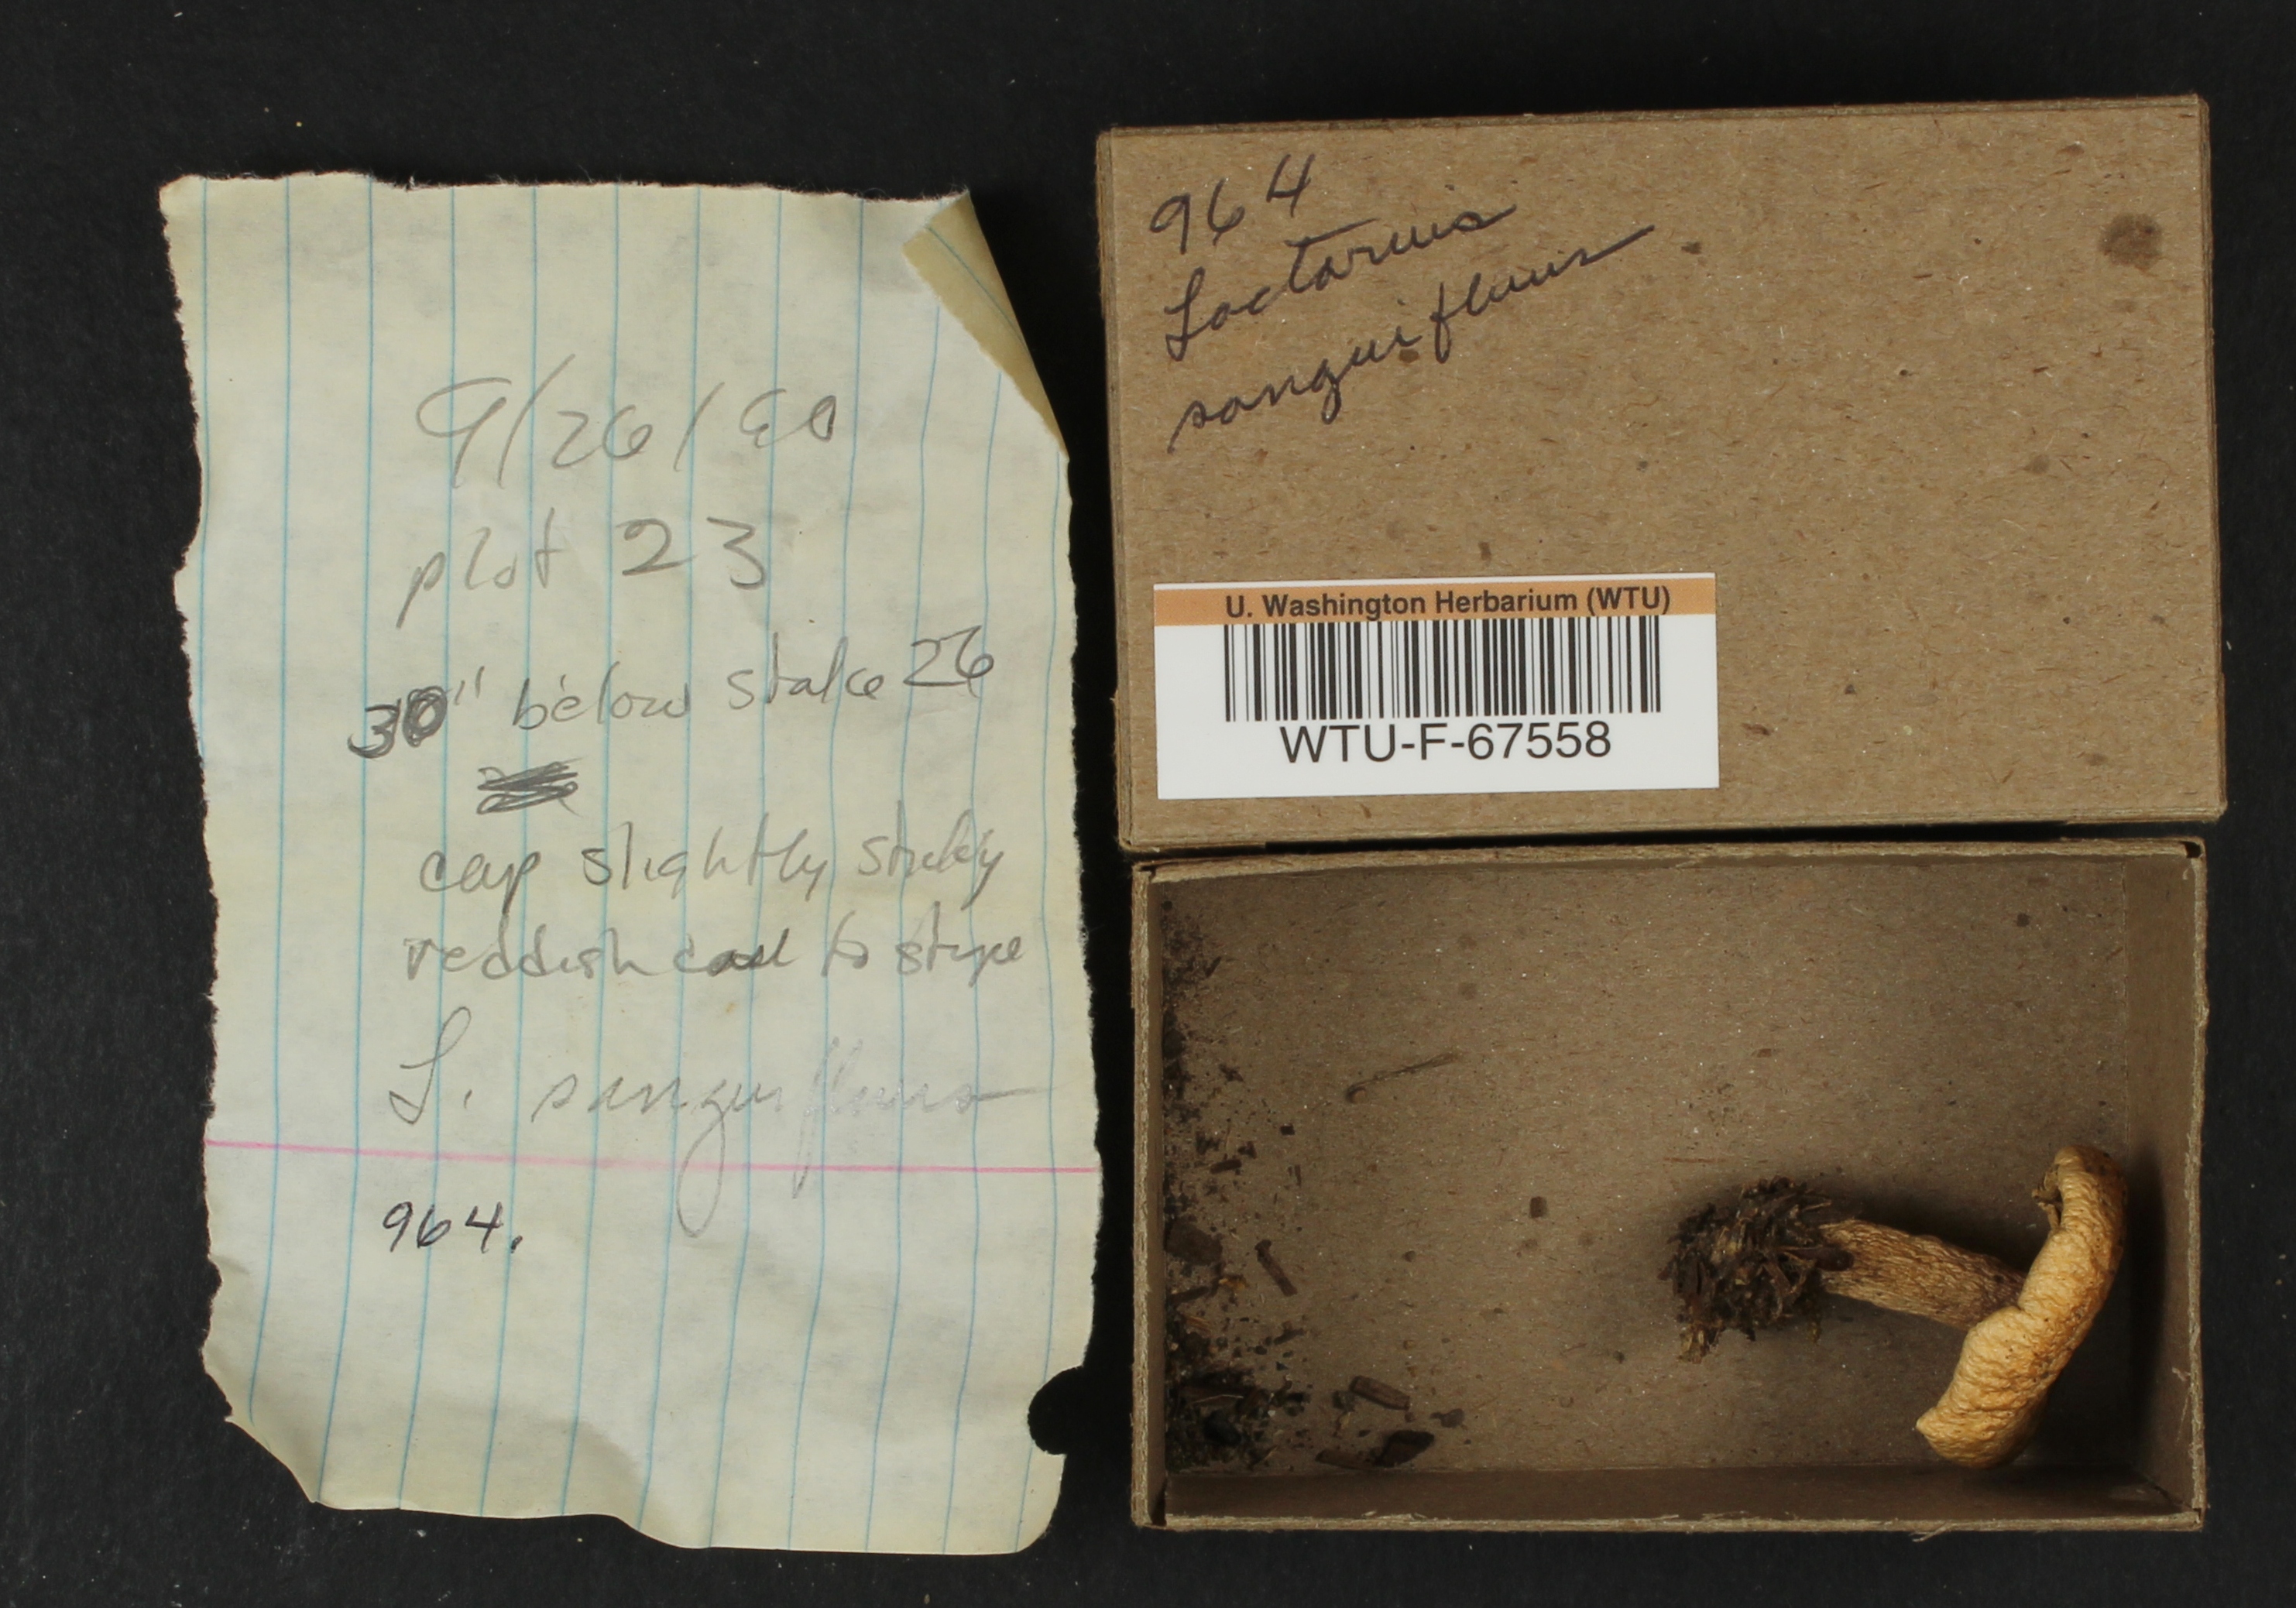 9/26/80
plot 23
30" below stake 26
cap slightly sticky
reddish cast to stipe
L. sanguifluus
964.
964
Lactarius
sanguifluus
U. Washington Herbarium (WTU)
WTU-F-67558